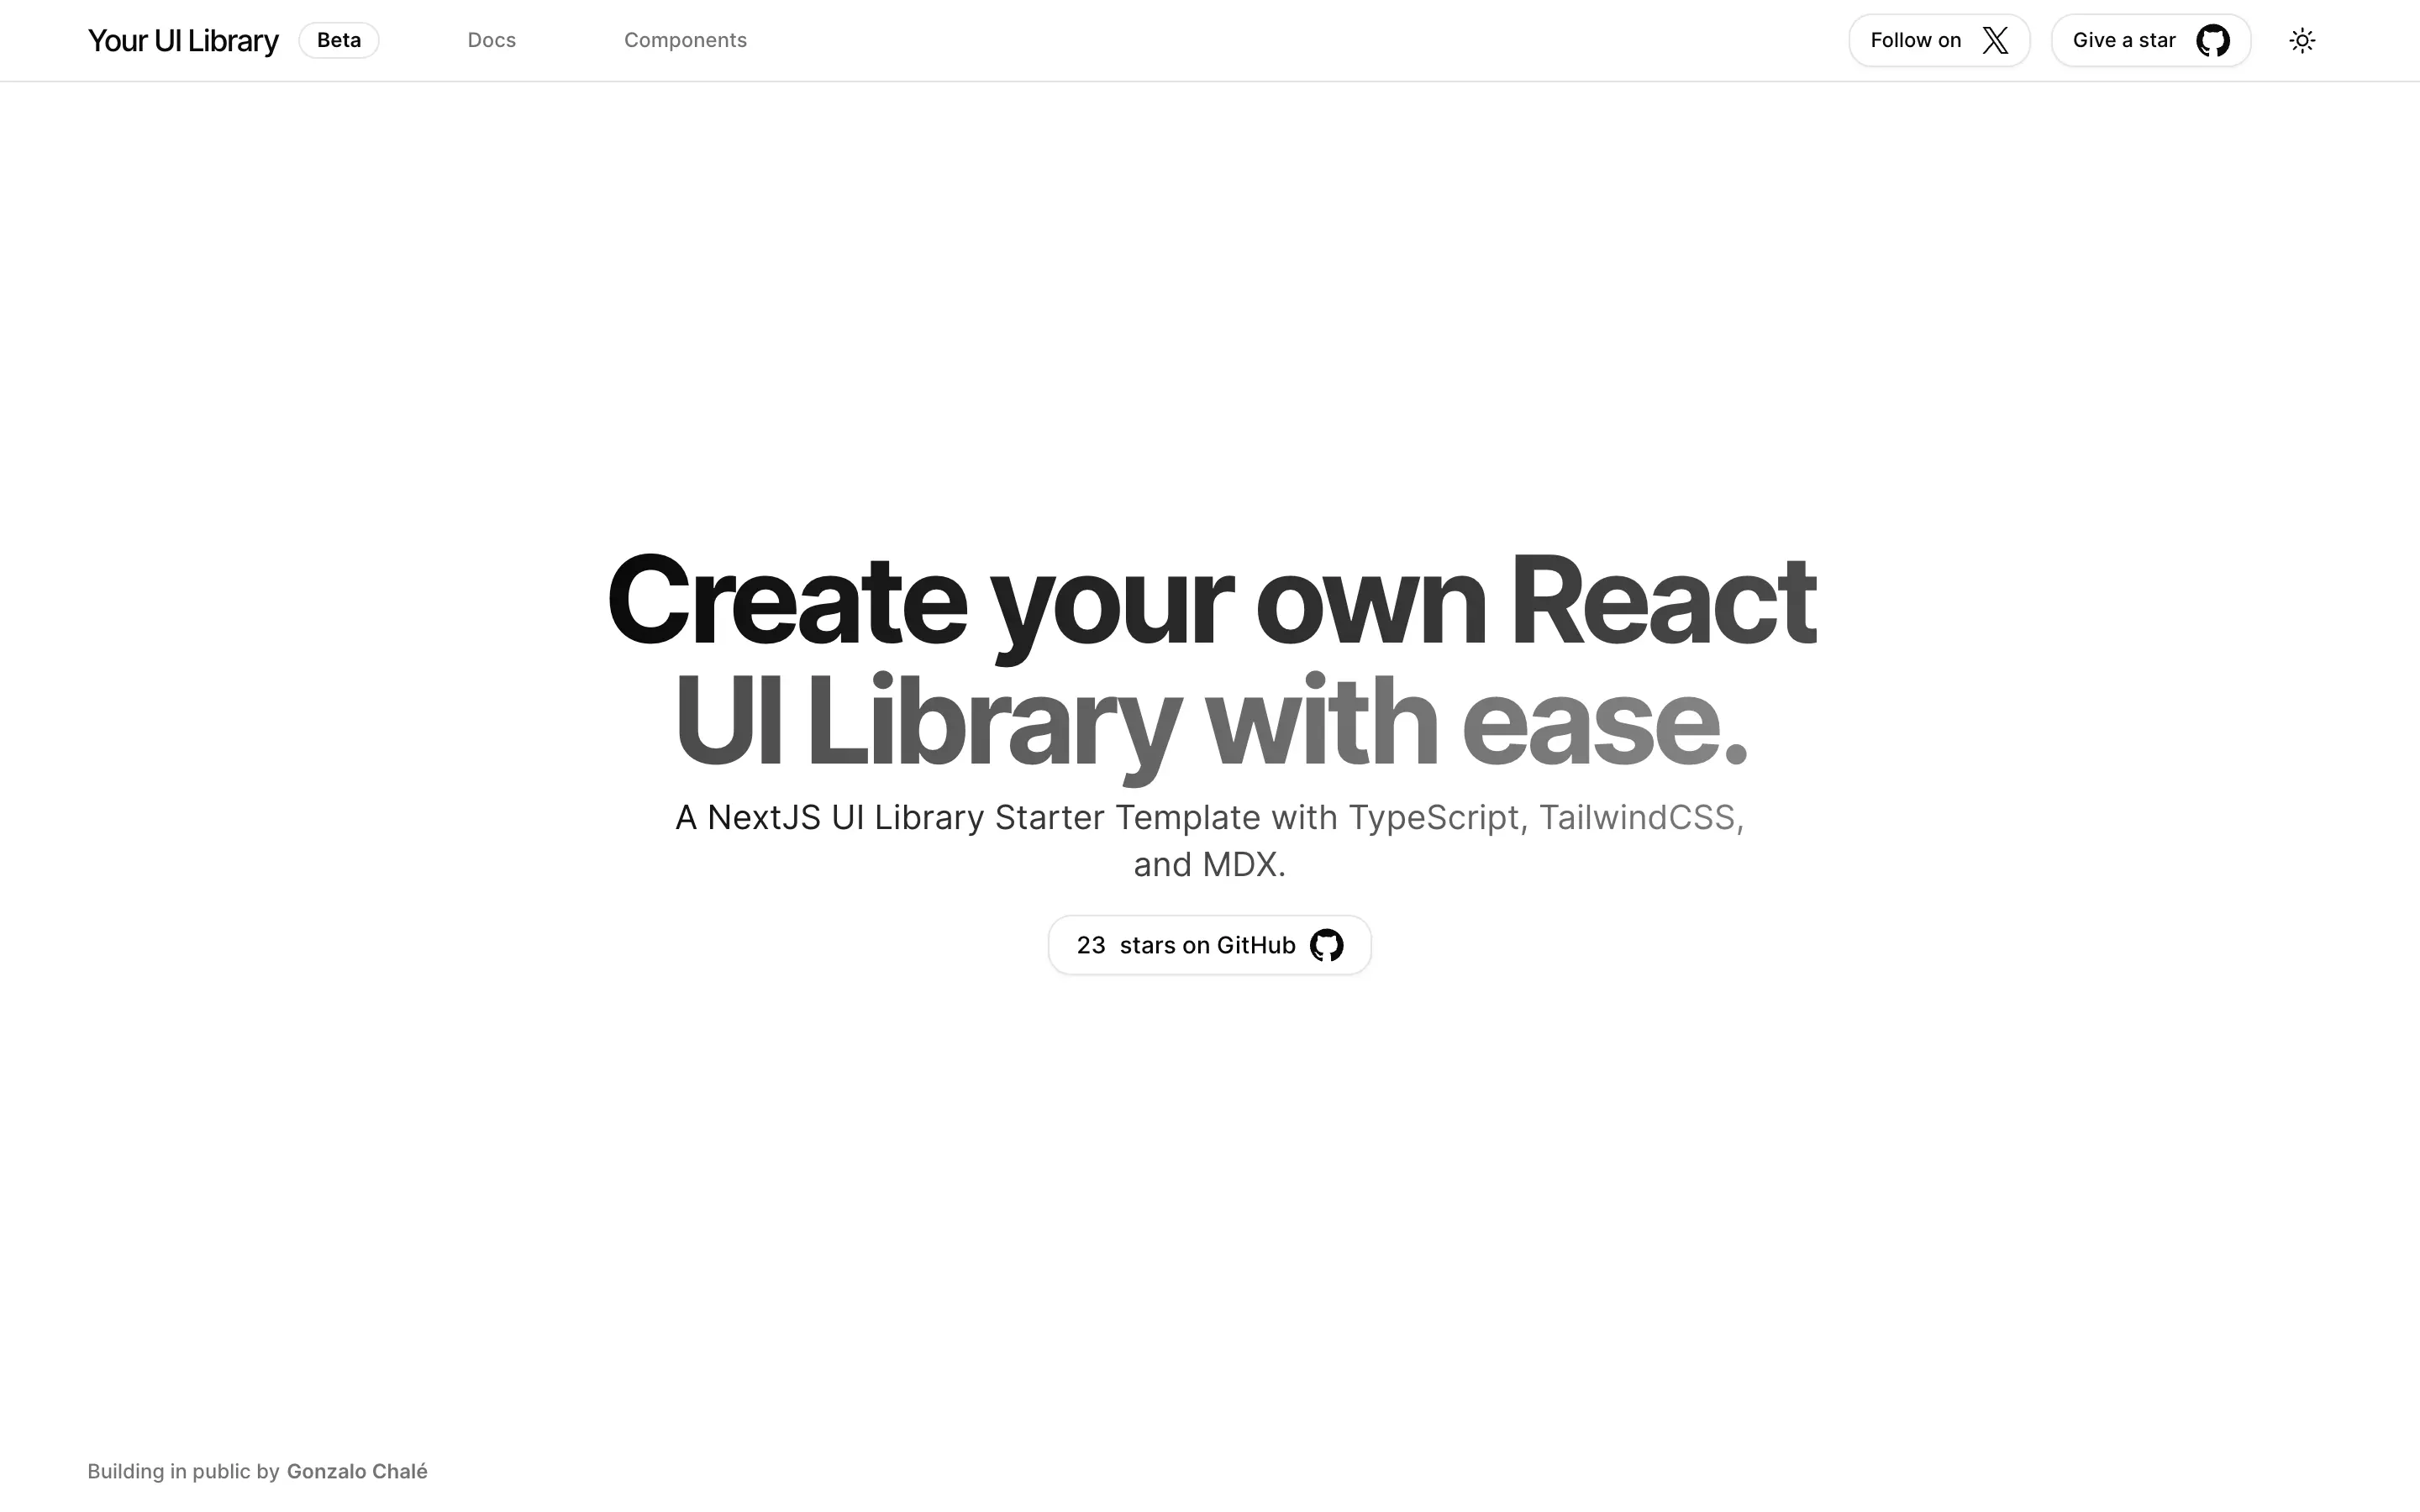 Your UI Library Beta Docs Components Follow on Give a star
Create your own React
UI Library with ease.
A NextJS UI Library Starter Template with TypeScript, TailwindCSS,
and MDX.
23 stars on GitHub
Building in public by Gonzalo Chalé